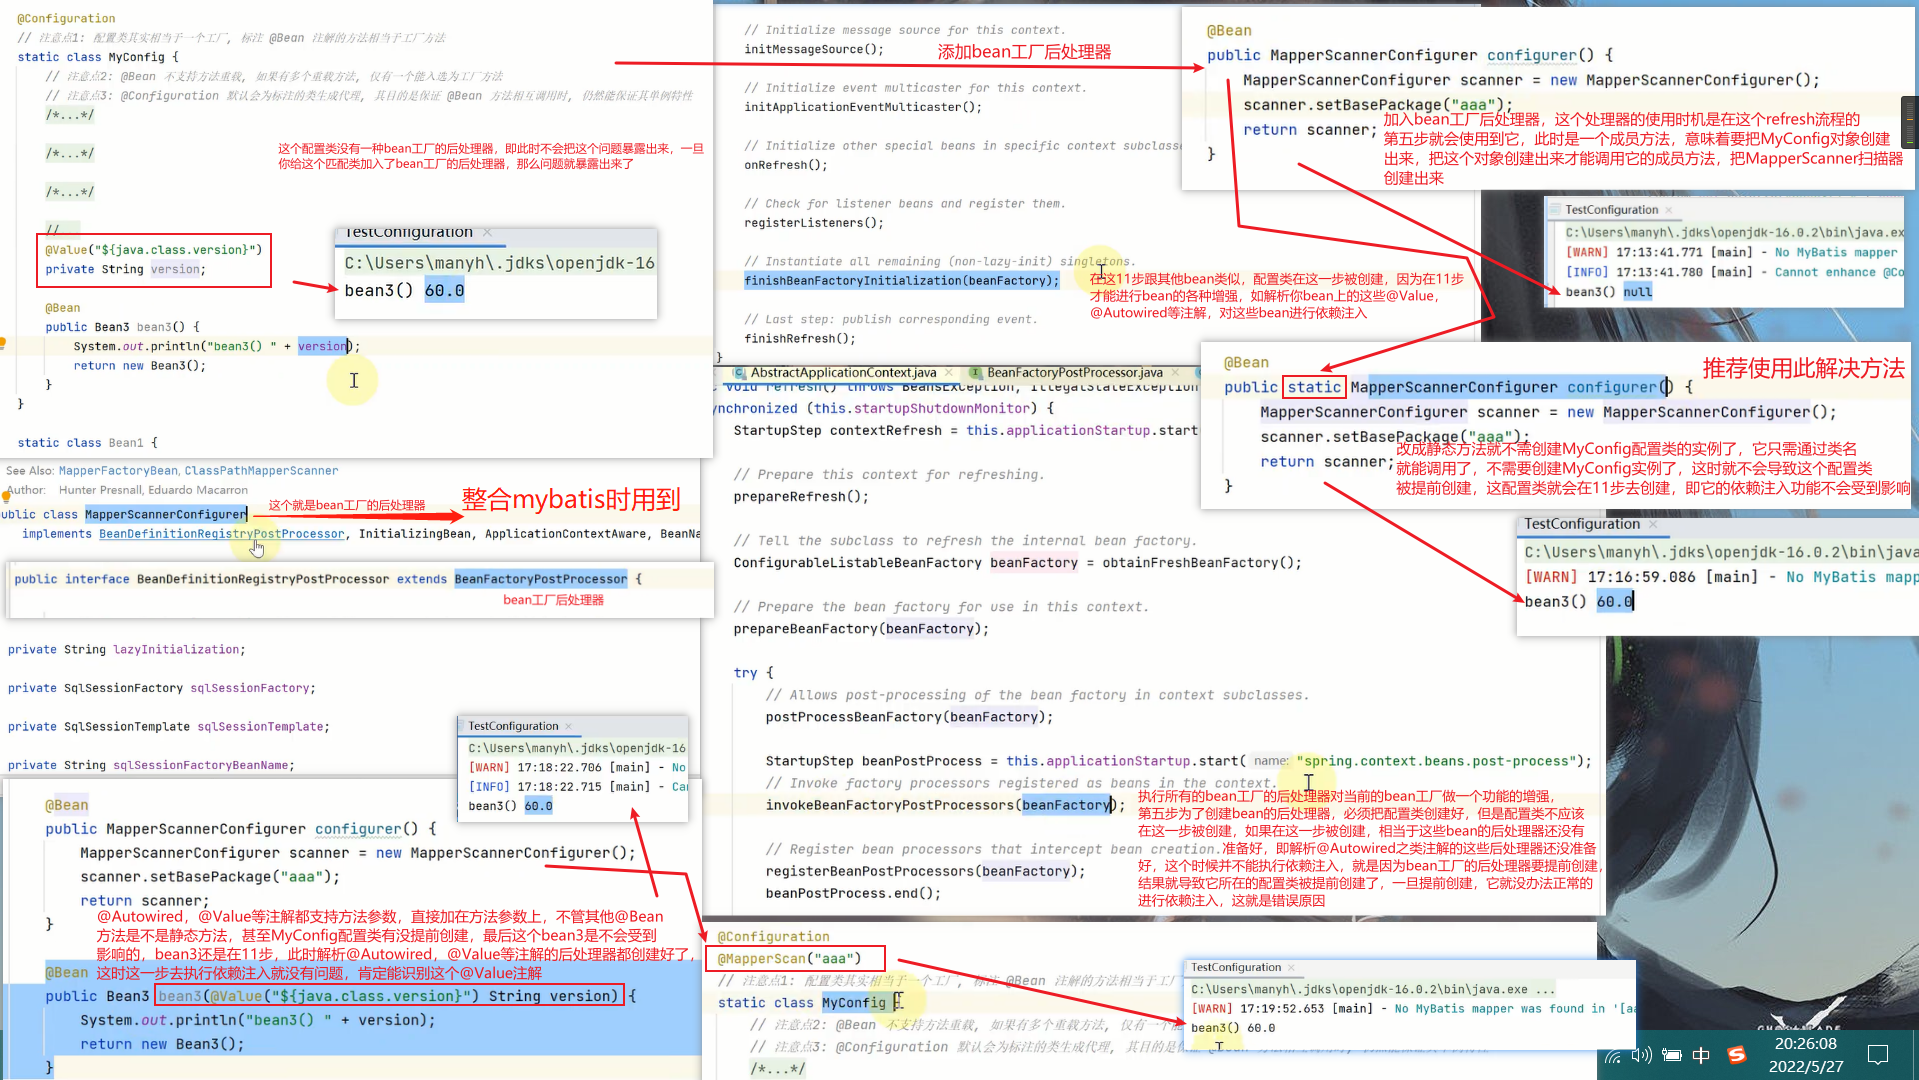 @Configuration
// 注意点1: 配置类其实相当于一个工厂, 标注 @Bean 注解的方法相当于工厂方法
static class MyConfig {
// 注意点2: @Bean 不支持方法重载, 如果有多个重载方法, 仅有一个能入选为工厂方法
// 注意点3: @Configuration 默认会为标注的类生成代理, 其目的是保证 @Bean 方法相互调用时, 仍然能保证其单例特性
/*...*/
/*...*/
这个配置类没有一种bean工厂的后处理器，即此时不会把这个问题暴露出来，一旦
你给这个匹配类加入了bean工厂的后处理器，那么问题就暴露出来了
/*...*/
//
@Value("${java.class.version}")
private String version;
TestConfiguration ×
C:\Users\manyh\.jdks\openjdk-16
bean3() 60.0
@Bean
public Bean3 bean3() {
System.out.println("bean3() " + version);
return new Bean3();
}
}
static class Bean1 {
See Also: MapperFactoryBean, ClassPathMapperScanner
Author: Hunter Presnall, Eduardo Macarron
这个就是bean工厂的后处理器
整合mybatis时用到
public class MapperScannerConfigurer
implements BeanDefinitionRegistryPostProcessor, InitializingBean, ApplicationContextAware, BeanNa
public interface BeanDefinitionRegistryPostProcessor extends BeanFactoryPostProcessor {
bean工厂后处理器
private String lazyInitialization;
private SqlSessionFactory sqlSessionFactory;
private SqlSessionTemplate sqlSessionTemplate;
private String sqlSessionFactoryBeanName;
TestConfiguration ×
C:\Users\manyh\.jdks\openjdk-16
[WARN] 17:18:22.706 [main] - No
[INFO] 17:18:22.715 [main] - Ca
bean3() 60.0
@Bean
public MapperScannerConfigurer configurer() {
MapperScannerConfigurer scanner = new MapperScannerConfigurer();
scanner.setBasePackage("aaa");
return scanner;
}
@Autowired，@Value等注解都支持方法参数，直接加在方法参数上，不管其他@Bean
方法是不是静态方法，甚至MyConfig配置类有没提前创建，最后这个bean3是不会受到
影响的，bean3还是在11步，此时解析@Autowired，@Value等注解的后处理器都创建好了，
这时这一步去执行依赖注入就没有问题，肯定能识别这个@Value注解
@Bean
public Bean3 bean3(@Value("${java.class.version}") String version) {
System.out.println("bean3() " + version);
return new Bean3();
}
// Initialize message source for this context.
initMessageSource();
添加bean工厂后处理器
// Initialize event multicaster for this context.
initApplicationEventMulticaster();
// Initialize other special beans in specific context subclasse
onRefresh();
// Check for listener beans and register them.
registerListeners();
// Instantiate all remaining (non-lazy-init) singletons.
finishBeanFactoryInitialization(beanFactory);
在这11步跟其他bean类似，配置类在这一步被创建，因为在11步
才能进行bean的各种增强，如解析你bean上的这些@Value，
@Autowired等注解，对这些bean进行依赖注入
// Last step: publish corresponding event.
finishRefresh();
}
AbstractApplicationContext.java × BeanFactoryPostProcessor.java ×
void refresh() throws BeansException, IllegalStateException
ynchronized (this.startupShutdownMonitor) {
StartupStep contextRefresh = this.applicationStartup.start
// Prepare this context for refreshing.
prepareRefresh();
// Tell the subclass to refresh the internal bean factory.
ConfigurableListableBeanFactory beanFactory = obtainFreshBeanFactory();
// Prepare the bean factory for use in this context.
prepareBeanFactory(beanFactory);
try {
// Allows post-processing of the bean factory in context subclasses.
postProcessBeanFactory(beanFactory);
StartupStep beanPostProcess = this.applicationStartup.start( name: "spring.context.beans.post-process");
// Invoke factory processors registered as beans in the context.
invokeBeanFactoryPostProcessors(beanFactory);
// Register bean processors that intercept bean creation.
registerBeanPostProcessors(beanFactory);
beanPostProcess.end();
执行所有的bean工厂的后处理器对当前的bean工厂做一个功能的增强，
第五步为了创建bean的后处理器，必须把配置类创建好，但是配置类不应该
在这一步被创建，如果在这一步被创建，相当于这些bean的后处理器还没有
准备好，即解析@Autowired之类注解的这些后处理器还没准备
好，这个时候并不能执行依赖注入，就是因为bean工厂的后处理器要提前创建，
结果就导致它所在的配置类被提前创建了，一旦提前创建，它就没办法正常的
进行依赖注入，这就是错误原因
@Configuration
@MapperScan("aaa")
// 注意点1: 配置类其实相当于一个工厂, 标注 @Bean 注解的方法相当于工厂
static class MyConfig {
// 注意点2: @Bean 不支持方法重载, 如果有多个重载方法, 仅有一个能
// 注意点3: @Configuration 默认会为标注的类生成代理, 其目的是保证 @Bean
/*...*/
TestConfiguration ×
C:\Users\manyh\.jdks\openjdk-16.0.2\bin\java.exe ...
[WARN] 17:19:52.653 [main] - No MyBatis mapper was found in '[aa
bean3() 60.0
@Bean
public MapperScannerConfigurer configurer() {
MapperScannerConfigurer scanner = new MapperScannerConfigurer();
scanner.setBasePackage("aaa");
return scanner;
}
加入bean工厂后处理器，这个处理器的使用时机是在这个refresh流程的
第五步就会使用到它，此时是一个成员方法，意味着要把MyConfig对象创建
出来，把这个对象创建出来才能调用它的成员方法，把MapperScanner扫描器
创建出来
TestConfiguration ×
C:\Users\manyh\.jdks\openjdk-16.0.2\bin\java.ex
[WARN] 17:13:41.771 [main] - No MyBatis mapper
[INFO] 17:13:41.780 [main] - Cannot enhance @Co
bean3() null
@Bean
推荐使用此解决方法
public static MapperScannerConfigurer configurer() {
MapperScannerConfigurer scanner = new MapperScannerConfigurer();
scanner.setBasePackage("aaa");
return scanner;
}
改成静态方法就不需创建MyConfig配置类的实例了，它只需通过类名
就能调用了，不需要创建MyConfig实例了，这时就不会导致这个配置类
被提前创建，这配置类就会在11步去创建，即它的依赖注入功能不会受到影响
TestConfiguration ×
C:\Users\manyh\.jdks\openjdk-16.0.2\bin\java
[WARN] 17:16:59.086 [main] - No MyBatis mapp
bean3() 60.0
中
20:26:08
2022/5/27